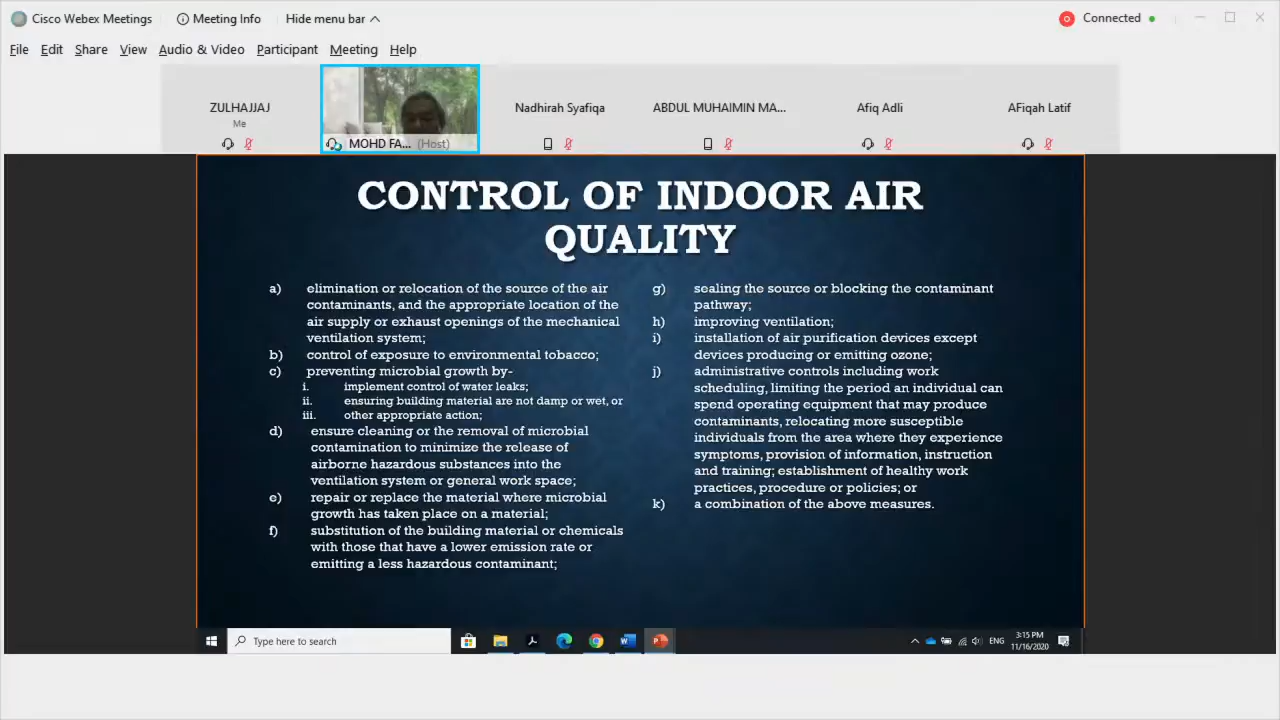 Cisco Webex Meetings
Meeting Info
Hide menu bar
Connected
File Edit Share View Audio & Video Participant Meeting Help
ZULHAJJAJ
Me
MOHD FA... (Host)
Nadhirah Syafiqa
ABDUL MUHAIMIN MA...
Afiq Adli
AFiqah Latif
CONTROL OF INDOOR AIR
QUALITY
a) elimination or relocation of the source of the air
contaminants, and the appropriate location of the
air supply or exhaust openings of the mechanical
ventilation system;
b) control of exposure to environmental tobacco;
c) preventing microbial growth by-
i. implement control of water leaks;
ii. ensuring building material are not damp or wet, or
iii. other appropriate action;
d) ensure cleaning or the removal of microbial
contamination to minimize the release of
airborne hazardous substances into the
ventilation system or general work space;
e) repair or replace the material where microbial
growth has taken place on a material;
f) substitution of the building material or chemicals
with those that have a lower emission rate or
emitting a less hazardous contaminant;
g) sealing the source or blocking the contaminant
pathway;
h) improving ventilation;
i) installation of air purification devices except
devices producing or emitting ozone;
j) administrative controls including work
scheduling, limiting the period an individual can
spend operating equipment that may produce
contaminants, relocating more susceptible
individuals from the area where they experience
symptoms, provision of information, instruction
and training; establishment of healthy work
practices, procedure or policies; or
k) a combination of the above measures.
Type here to search
ENG
3:15 PM
11/16/2020